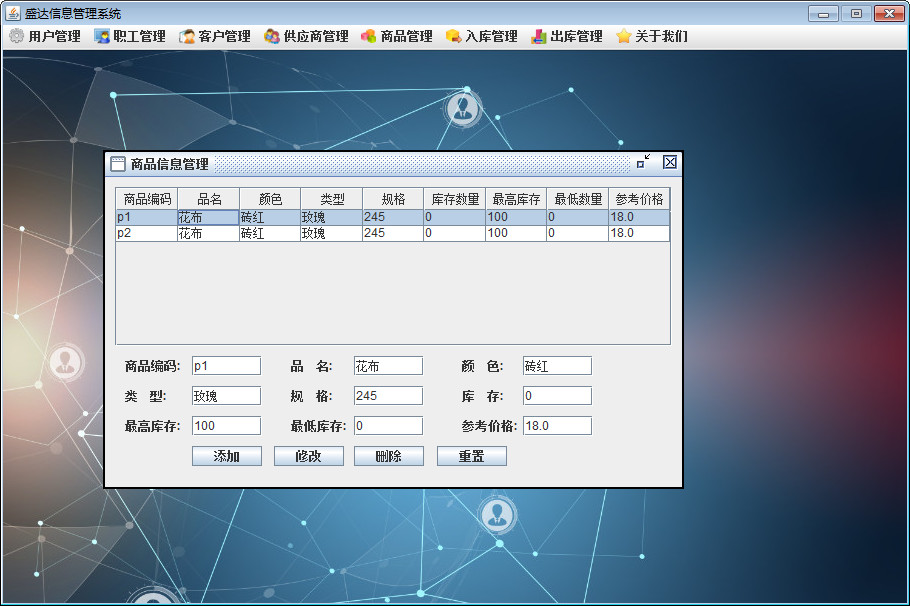 盛达信息管理系统
用户管理 职工管理 客户管理 供应商管理 商品管理 入库管理 出库管理 关于我们
商品信息管理
商品编码 品名 颜色 类型 规格 库存数量 最高库存 最低数量 参考价格
p1 花布 砖红 玫瑰 245 0 100 0 18.0
p2 花布 砖红 玫瑰 245 0 100 0 18.0
商品编码: p1 品 名: 花布 颜 色: 砖红
类 型: 玫瑰 规 格: 245 库 存: 0
最高库存: 100 最低库存: 0 参考价格: 18.0
添加 修改 删除 重置